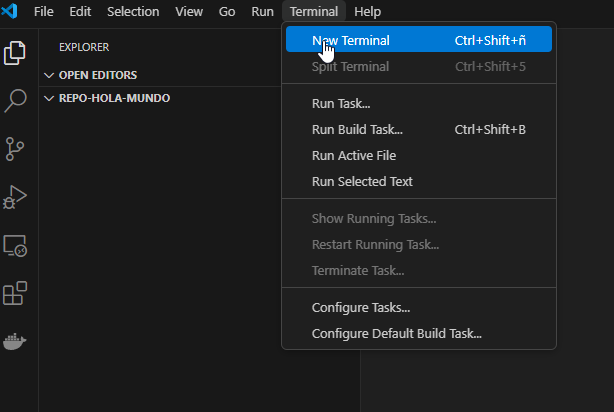 File Edit Selection View Go Run Terminal Help
EXPLORER
OPEN EDITORS
REPO-HOLA-MUNDO
New Terminal Ctrl+Shift+ñ
Split Terminal Ctrl+Shift+5
Run Task...
Run Build Task... Ctrl+Shift+B
Run Active File
Run Selected Text
Show Running Tasks...
Restart Running Task...
Terminate Task...
Configure Tasks...
Configure Default Build Task...